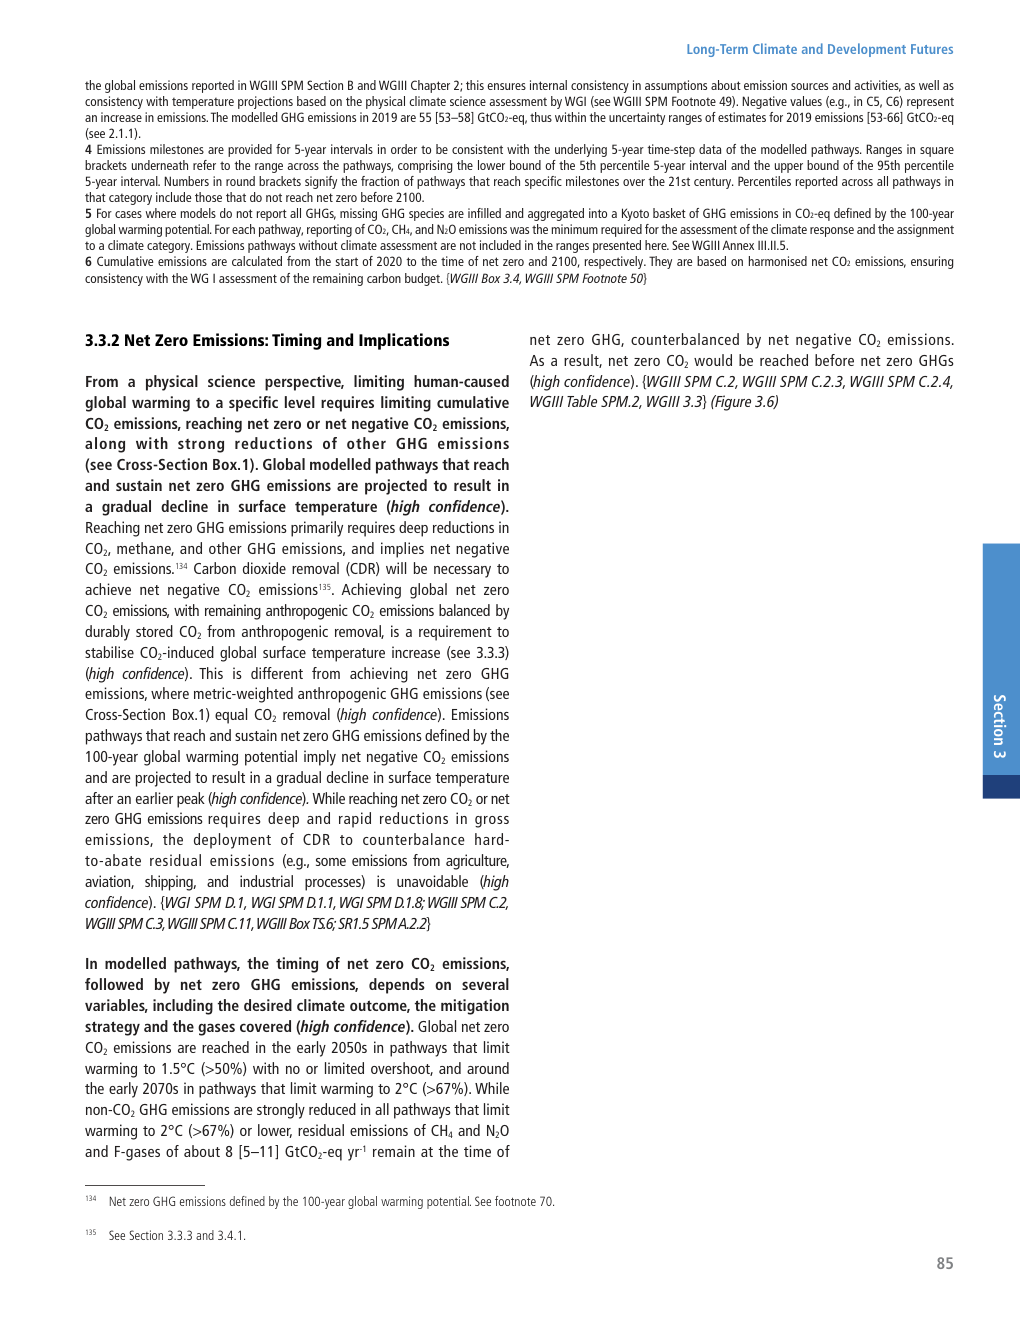 Long-Term Climate and Development Futures
the global emissions reported in WGIII SPM Section B and WGIII Chapter 2; this ensures internal consistency in assumptions about emission sources and activities, as well as
consistency with temperature projections based on the physical climate science assessment by WGI (see WGIII SPM Footnote 49). Negative values (e.g., in C5, C6) represent
an increase in emissions. The modelled GHG emissions in 2019 are 55 [53–58] GtCO₂-eq, thus within the uncertainty ranges of estimates for 2019 emissions [53-66] GtCO₂-eq
(see 2.1.1).
4 Emissions milestones are provided for 5-year intervals in order to be consistent with the underlying 5-year time-step data of the modelled pathways. Ranges in square
brackets underneath refer to the range across the pathways, comprising the lower bound of the 5th percentile 5-year interval and the upper bound of the 95th percentile
5-year interval. Numbers in round brackets signify the fraction of pathways that reach specific milestones over the 21st century. Percentiles reported across all pathways in
that category include those that do not reach net zero before 2100.
5 For cases where models do not report all GHGs, missing GHG species are infilled and aggregated into a Kyoto basket of GHG emissions in CO₂-eq defined by the 100-year
global warming potential. For each pathway, reporting of CO₂, CH₄, and N₂O emissions was the minimum required for the assessment of the climate response and the assignment
to a climate category. Emissions pathways without climate assessment are not included in the ranges presented here. See WGIII Annex III.II.5.
6 Cumulative emissions are calculated from the start of 2020 to the time of net zero and 2100, respectively. They are based on harmonised net CO₂ emissions, ensuring
consistency with the WG I assessment of the remaining carbon budget. {WGIII Box 3.4, WGIII SPM Footnote 50}
3.3.2 Net Zero Emissions: Timing and Implications
From a physical science perspective, limiting human-caused
global warming to a specific level requires limiting cumulative
CO₂ emissions, reaching net zero or net negative CO₂ emissions,
along with strong reductions of other GHG emissions
(see Cross-Section Box.1). Global modelled pathways that reach
and sustain net zero GHG emissions are projected to result in
a gradual decline in surface temperature (high confidence).
Reaching net zero GHG emissions primarily requires deep reductions in
CO₂, methane, and other GHG emissions, and implies net negative
CO₂ emissions.¹³⁴ Carbon dioxide removal (CDR) will be necessary to
achieve net negative CO₂ emissions¹³⁵. Achieving global net zero
CO₂ emissions, with remaining anthropogenic CO₂ emissions balanced by
durably stored CO₂ from anthropogenic removal, is a requirement to
stabilise CO₂-induced global surface temperature increase (see 3.3.3)
(high confidence). This is different from achieving net zero GHG
emissions, where metric-weighted anthropogenic GHG emissions (see
Cross-Section Box.1) equal CO₂ removal (high confidence). Emissions
pathways that reach and sustain net zero GHG emissions defined by the
100-year global warming potential imply net negative CO₂ emissions
and are projected to result in a gradual decline in surface temperature
after an earlier peak (high confidence). While reaching net zero CO₂ or net
zero GHG emissions requires deep and rapid reductions in gross
emissions, the deployment of CDR to counterbalance hard-
to-abate residual emissions (e.g., some emissions from agriculture,
aviation, shipping, and industrial processes) is unavoidable (high
confidence). {WGI SPM D.1, WGI SPM D.1.1, WGI SPM D.1.8; WGIII SPM C.2,
WGIII SPM C.3, WGIII SPM C.11, WGIII Box TS.6; SR1.5 SPM A.2.2}
In modelled pathways, the timing of net zero CO₂ emissions,
followed by net zero GHG emissions, depends on several
variables, including the desired climate outcome, the mitigation
strategy and the gases covered (high confidence). Global net zero
CO₂ emissions are reached in the early 2050s in pathways that limit
warming to 1.5°C (>50%) with no or limited overshoot, and around
the early 2070s in pathways that limit warming to 2°C (>67%). While
non-CO₂ GHG emissions are strongly reduced in all pathways that limit
warming to 2°C (>67%) or lower, residual emissions of CH₄ and N₂O
and F-gases of about 8 [5–11] GtCO₂-eq yr⁻¹ remain at the time of
net zero GHG, counterbalanced by net negative CO₂ emissions.
As a result, net zero CO₂ would be reached before net zero GHGs
(high confidence). {WGIII SPM C.2, WGIII SPM C.2.3, WGIII SPM C.2.4,
WGIII Table SPM.2, WGIII 3.3} (Figure 3.6)
Section 3
134 Net zero GHG emissions defined by the 100-year global warming potential. See footnote 70.
135 See Section 3.3.3 and 3.4.1.
85